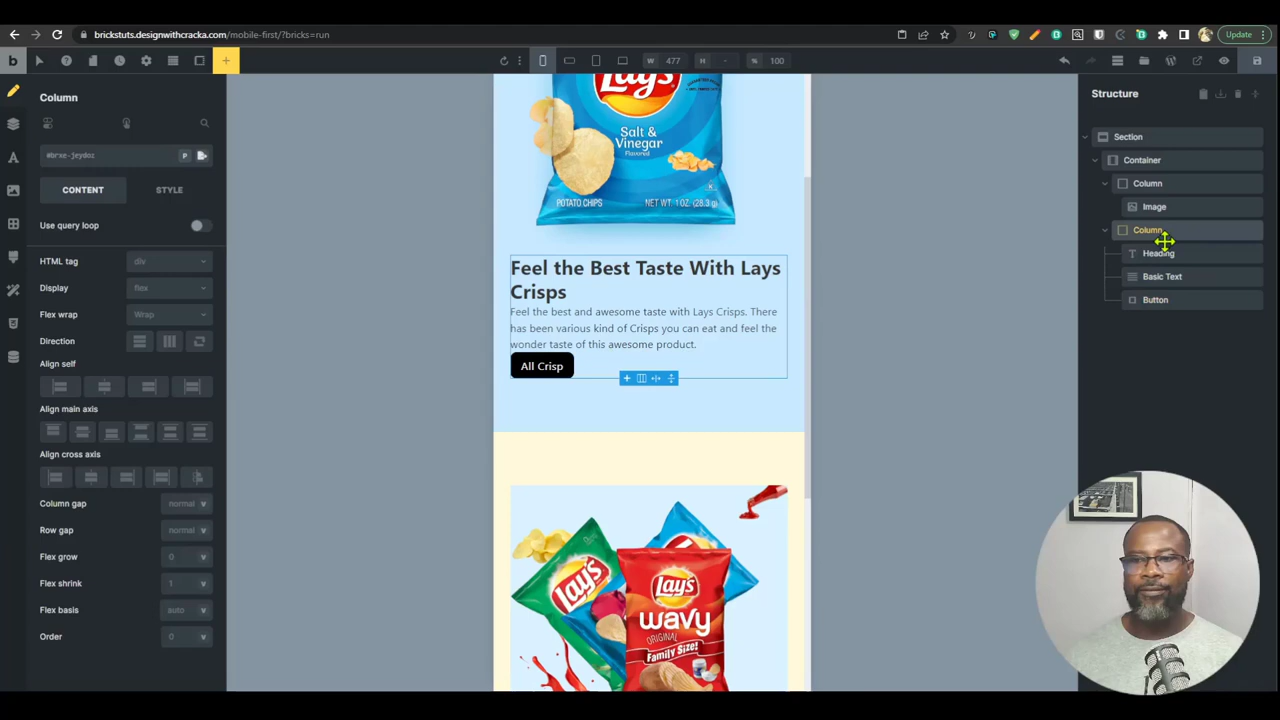 brickstuts.designwithcracka.com/mobile-first/?bricks=run
Update
b
W 477 H - % 100
Column
#brxe-jeydoz
P
CONTENT STYLE
Use query loop
HTML tag div
Display flex
Flex wrap Wrap
Direction
Align self
Align main axis
Align cross axis
Column gap normal
Row gap normal
Flex grow 0
Flex shrink 1
Flex basis auto
Order 0
Lay's
Salt &
Vinegar
Flavored
POTATO CHIPS
NET WT. 1 OZ. (28.3 g)
Feel the Best Taste With Lays
Crisps
Feel the best and awesome taste with Lays Crisps. There
has been various kind of Crisps you can eat and feel the
wonder taste of this awesome product.
All Crisp
Lay's
Lay's
wavy
ORIGINAL
Family Size!
Structure
Section
Container
Column
Image
Column
Heading
Basic Text
Button